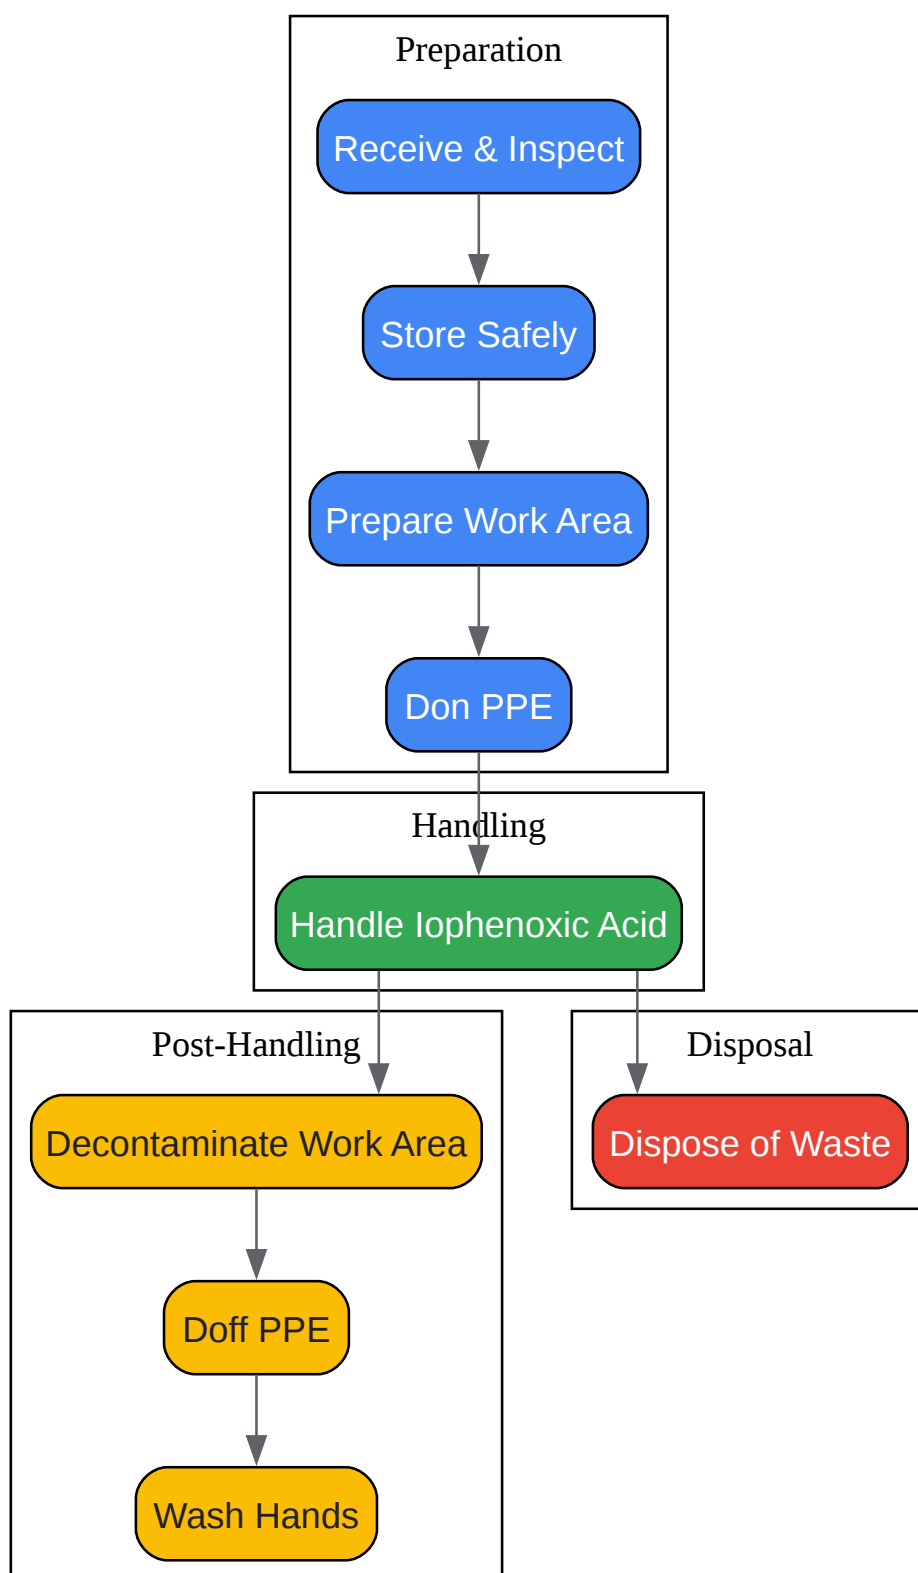 Preparation
Receive & Inspect
Store Safely
Prepare Work Area
Don PPE
Handling
Handle Iophenoxic Acid
Post-Handling
Decontaminate Work Area
Doff PPE
Wash Hands
Disposal
Dispose of Waste